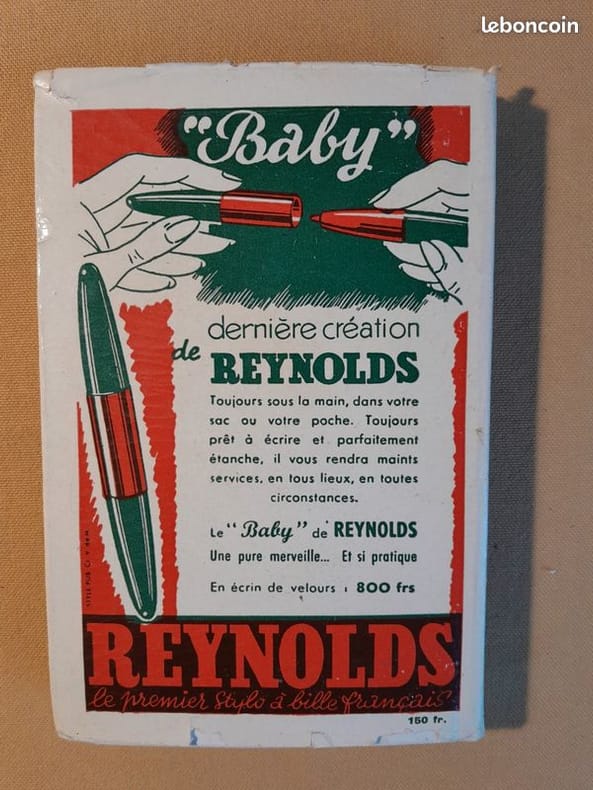 leboncoin
"Baby"
dernière création
de REYNOLDS
Toujours sous la main, dans votre
sac ou votre poche. Toujours
prêt à écrire et parfaitement
étanche, il vous rendra maints
services, en tous lieux, en toutes
circonstances.
Le "Baby" de REYNOLDS
Une pure merveille... Et si pratique
En écrin de velours : 800 frs
REYNOLDS
le premier stylo à bille français
150 fr.